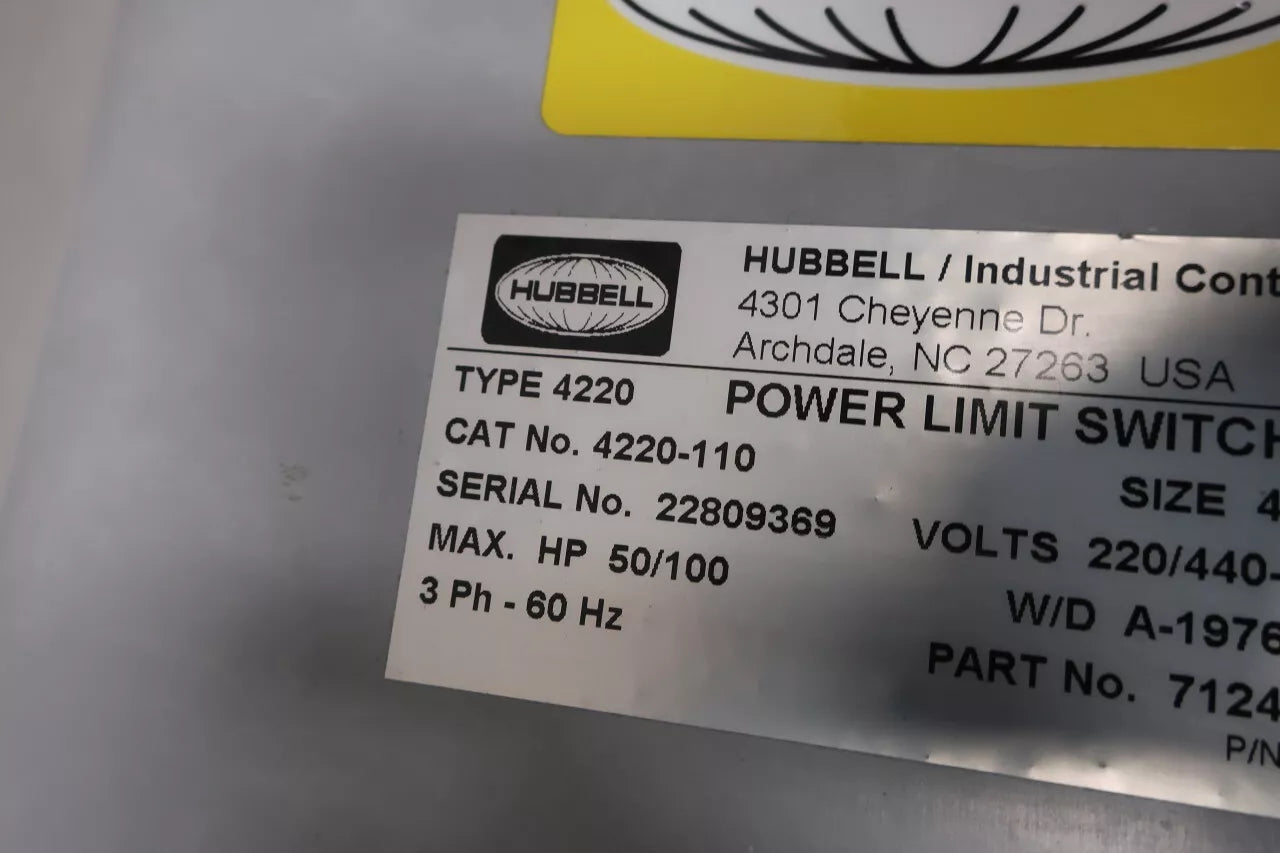 HUBBELL
HUBBELL / Industrial Cont
4301 Cheyenne Dr.
Archdale, NC 27263 USA
TYPE 4220
POWER LIMIT SWITCH
CAT No. 4220-110
SIZE 4
SERIAL No. 22809369
VOLTS 220/440-
MAX. HP 50/100
W/D A-1976
3 Ph - 60 Hz
PART No. 7124
P/N